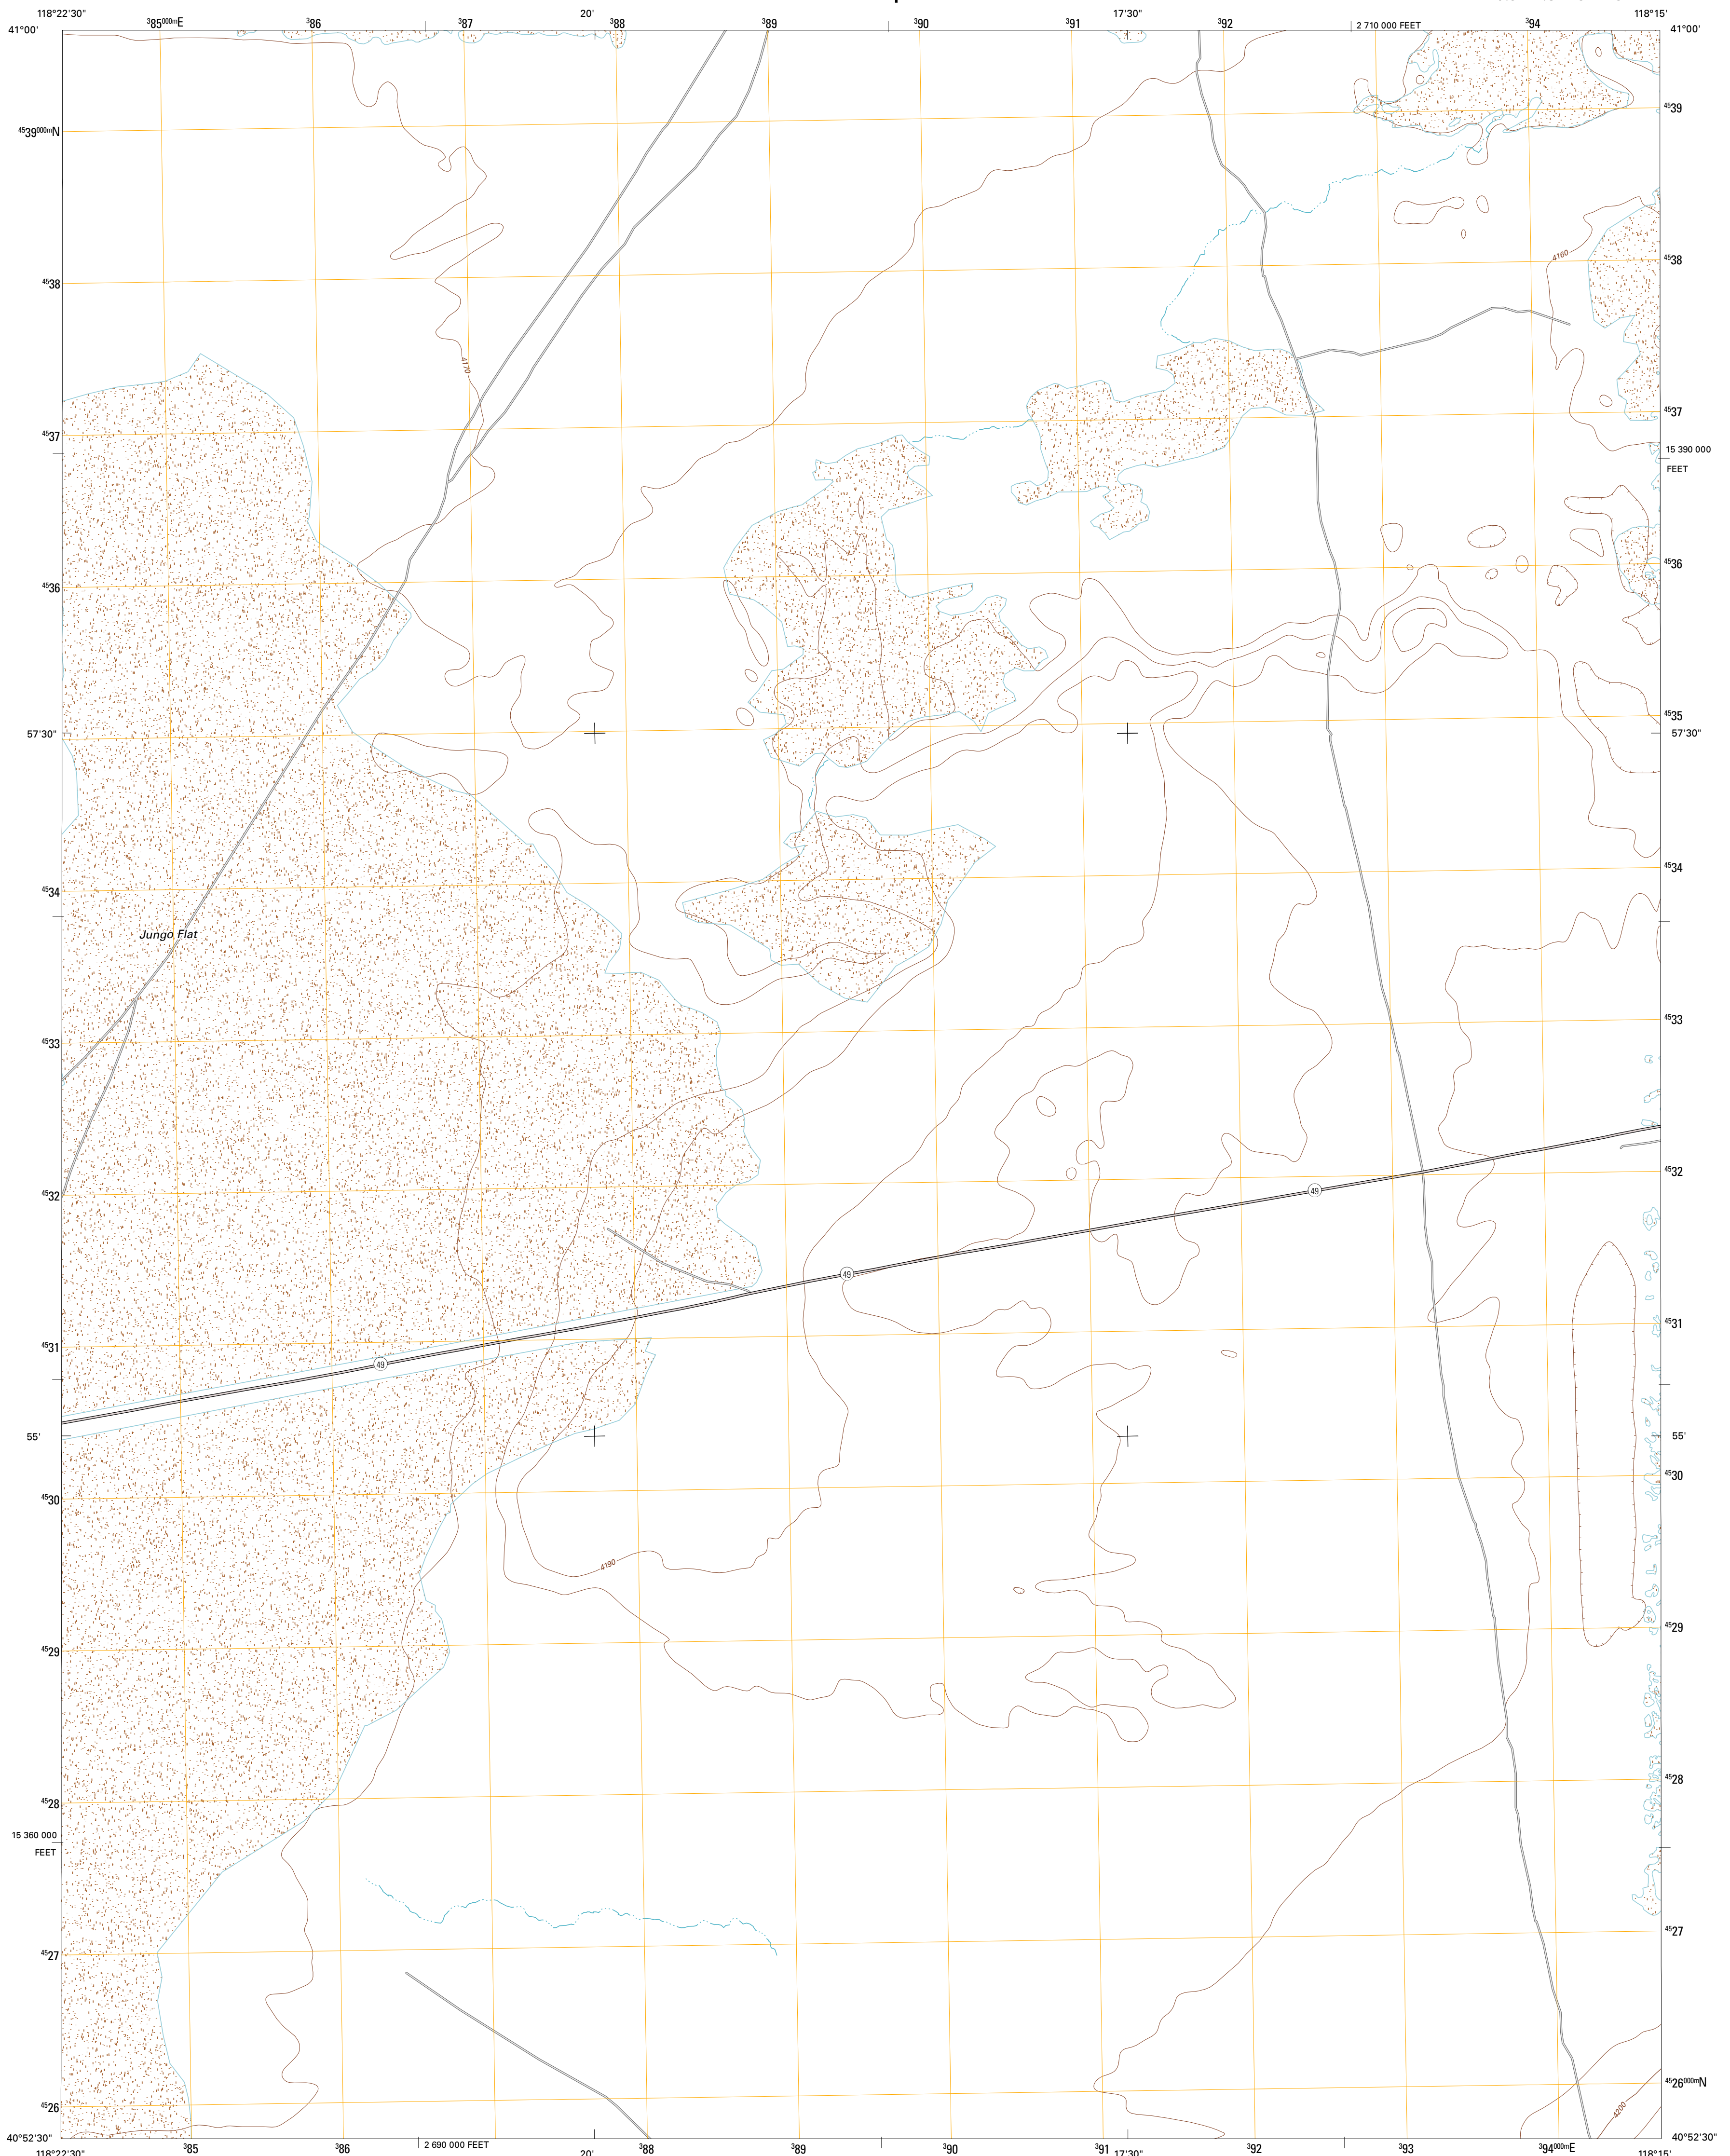 118°22'30" ³85⁰⁰⁰ᵐE ³86 ³87 20' ³88 ³89 ³90 ³91 17'30" ³92 2 710 000 FEET ³94 118°15'
41°00' 41°00'
⁴⁵39⁰⁰⁰ᵐN ⁴⁵39
4160
⁴⁵38 ⁴⁵38
4170
⁴⁵37 ⁴⁵37
15 390 000
FEET
⁴⁵36 ⁴⁵36
⁴⁵35
57'30" 57'30"
⁴⁵34 ⁴⁵34
Jungo Flat
⁴⁵33 ⁴⁵33
⁴⁵32 ⁴⁵32
49
49
⁴⁵31 ⁴⁵31
49
55' 55'
⁴⁵30 ⁴⁵30
4190
⁴⁵29 ⁴⁵29
⁴⁵28 ⁴⁵28
15 360 000
FEET
⁴⁵27 ⁴⁵27
⁴⁵26 ⁴⁵26⁰⁰⁰ᵐN
4200
40°52'30" 40°52'30"
118°22'30" ³85 ³86 2 690 000 FEET 20' ³88 ³89 ³90 ³91 17'30" ³92 ³93 ³94⁰⁰⁰ᵐE 118°15'